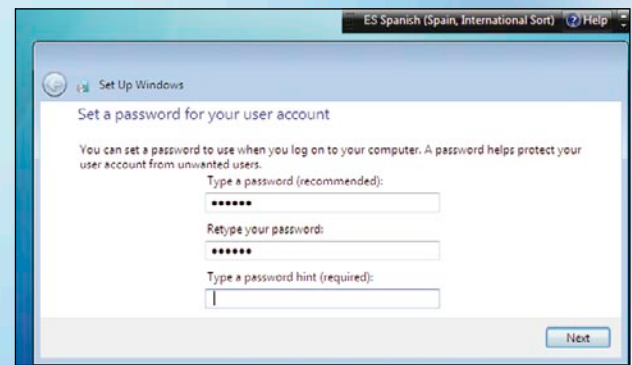 ES Spanish (Spain, International Sort) Help
Set Up Windows
Set a password for your user account
You can set a password to use when you log on to your computer. A password helps protect your
user account from unwanted users.
Type a password (recommended):
••••••
Retype your password:
••••••
Type a password hint (required):
Next